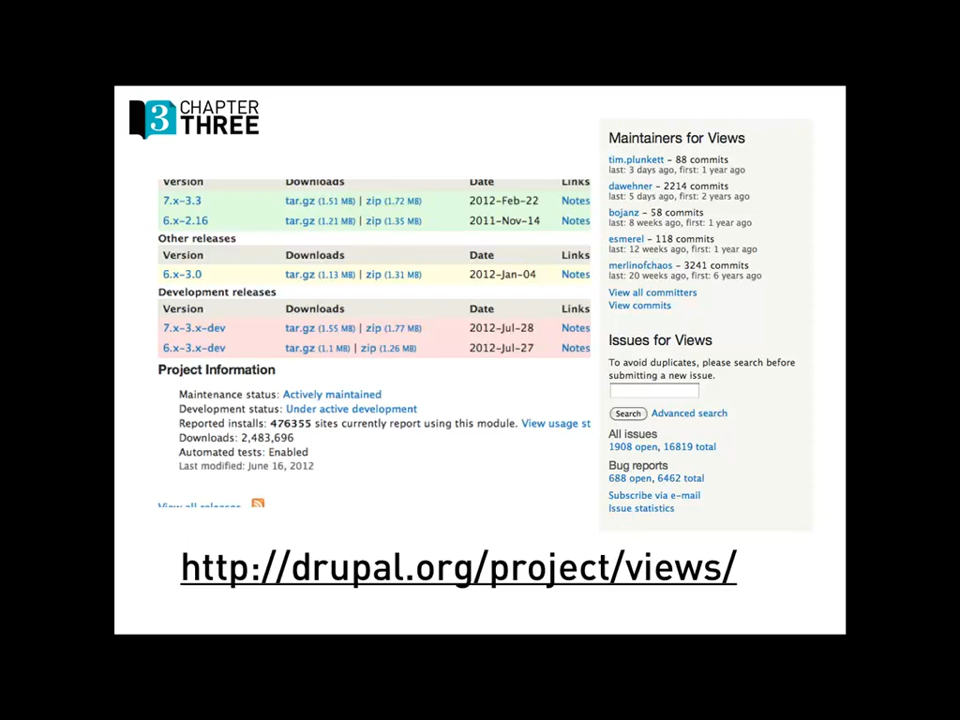 3 CHAPTER
THREE
Version Downloads Date Links
7.x-3.3 tar.gz (1.51 MB) | zip (1.72 MB) 2012-Feb-22 Notes
6.x-2.16 tar.gz (1.21 MB) | zip (1.35 MB) 2011-Nov-14 Notes
Other releases
Version Downloads Date Links
6.x-3.0 tar.gz (1.13 MB) | zip (1.31 MB) 2012-Jan-04 Notes
Development releases
Version Downloads Date Links
7.x-3.x-dev tar.gz (1.55 MB) | zip (1.77 MB) 2012-Jul-28 Notes
6.x-3.x-dev tar.gz (1.1 MB) | zip (1.26 MB) 2012-Jul-27 Notes
Project Information
Maintenance status: Actively maintained
Development status: Under active development
Reported installs: 476355 sites currently report using this module. View usage st
Downloads: 2,483,696
Automated tests: Enabled
Last modified: June 16, 2012
View all releases
Maintainers for Views
tim.plunkett – 88 commits
last: 3 days ago, first: 1 year ago
dawehner – 2214 commits
last: 5 days ago, first: 2 years ago
bojanz – 58 commits
last: 8 weeks ago, first: 1 year ago
esmerel – 118 commits
last: 12 weeks ago, first: 1 year ago
merlinofchaos – 3241 commits
last: 20 weeks ago, first: 6 years ago
View all committers
View commits
Issues for Views
To avoid duplicates, please search before
submitting a new issue.
Search Advanced search
All issues
1908 open, 16819 total
Bug reports
688 open, 6462 total
Subscribe via e-mail
Issue statistics
http://drupal.org/project/views/